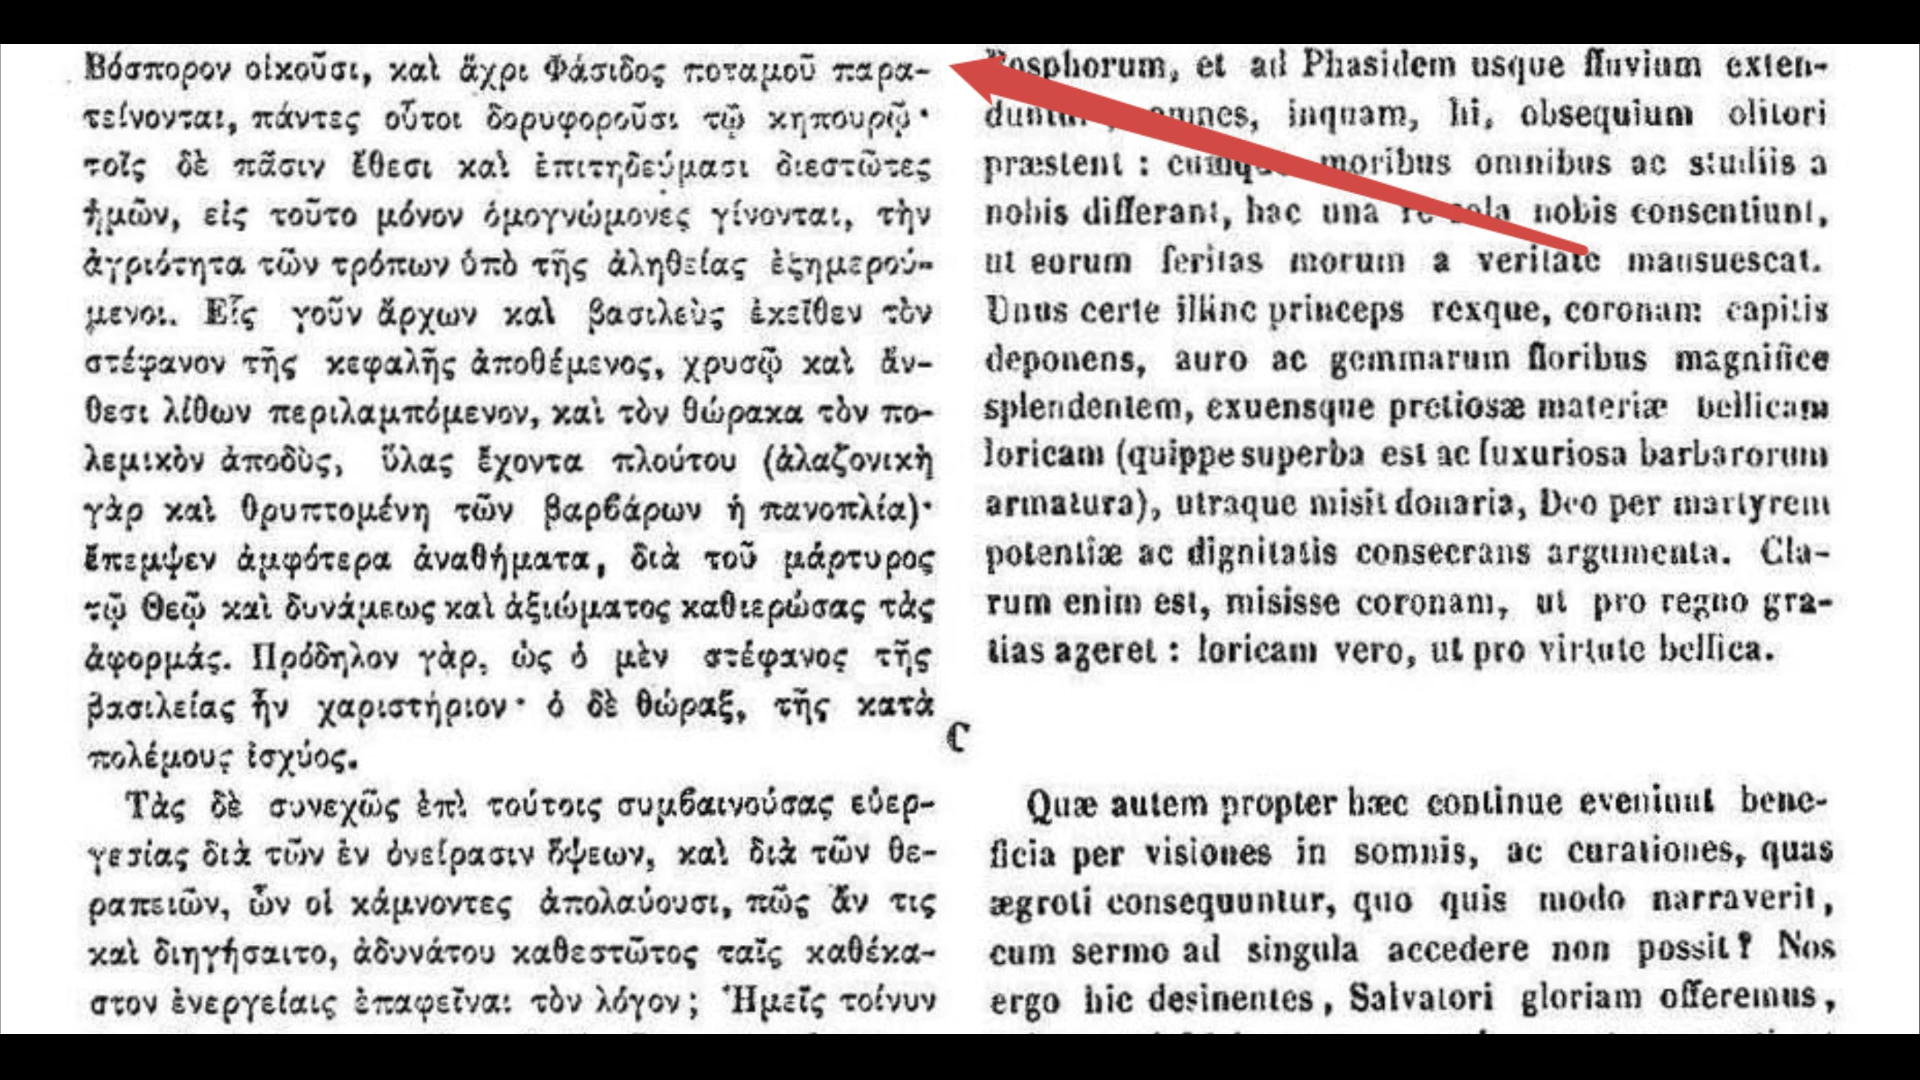 Βόσπορον οἰκοῦσι, καὶ ἄχρι Φάσιδος ποταμοῦ παρα-
τείνονται, πάντες οὗτοι δορυφοροῦσι τῷ κηπουρῷ·
τοῖς δὲ πᾶσιν ἔθεσι καὶ ἐπιτηδεύμασι διεστῶτες
ἡμῶν, εἰς τοῦτο μόνον ὁμογνώμονες γίνονται, τὴν
ἀγριότητα τῶν τρόπων ὑπὸ τῆς ἀληθείας ἐξημερού-
μενοι. Εἷς γοῦν ἄρχων καὶ βασιλεὺς ἐκεῖθεν τὸν
στέφανον τῆς κεφαλῆς ἀποθέμενος, χρυσῷ καὶ ἄν-
θεσι λίθων περιλαμπόμενον, καὶ τὸν θώρακα τὸν πο-
λεμικὸν ἀποδὺς, ὕλας ἔχοντα πλούτου (ἀλαζονικὴ
γὰρ καὶ θρυπτομένη τῶν βαρβάρων ἡ πανοπλία)·
ἔπεμψεν ἀμφότερα ἀναθήματα, διὰ τοῦ μάρτυρος
τῷ Θεῷ καὶ δυνάμεως καὶ ἀξιώματος καθιερώσας τὰς
ἀφορμάς. Πρόδηλον γὰρ, ὡς ὁ μὲν στέφανος τῆς
βασιλείας ἦν χαριστήριον· ὁ δὲ θώραξ, τῆς κατὰ
πολέμους ἰσχύος.
Τὰς δὲ συνεχῶς ἐπὶ τούτοις συμβαινούσας εὐερ-
γεσίας διὰ τῶν ἐν ὀνείρασιν ὄψεων, καὶ διὰ τῶν θε-
ραπειῶν, ὧν οἱ κάμνοντες ἀπολαύουσι, πῶς ἄν τις
καὶ διηγήσαιτο, ἀδυνάτου καθεστῶτος ταῖς καθέκα-
στον ἐνεργείαις ἐπαφεῖναι τὸν λόγον; Ἡμεῖς τοίνυν
C
Bosphorum, et ad Phasidem usque fluvium exten-
omnes, inquam, hi, obsequium olitori
præstent : cumque moribus omnibus ac studiis a
nobis differant, hac una re sola nobis consentiunt,
ut eorum feritas morum a veritate mansuescat.
Unus certe illinc princeps rexque, coronam capitis
deponens, auro ac gemmarum floribus magnifice
splendentem, exuensque pretiosæ materiæ bellicam
loricam (quippe superba est ac luxuriosa barbarorum
armatura), utraque misit donaria, Deo per martyrem
potentiæ ac dignitatis consecrans argumenta. Cla-
rum enim est, misisse coronam, ut pro regno gra-
tias ageret : loricam vero, ut pro virtute bellica.
Quæ autem propter hæc continue eveniunt bene-
ficia per visiones in somnis, ac curationes, quas
ægroti consequuntur, quo quis modo narraverit,
cum sermo ad singula accedere non possit? Nos
ergo hic desinentes, Salvatori gloriam offeremus,